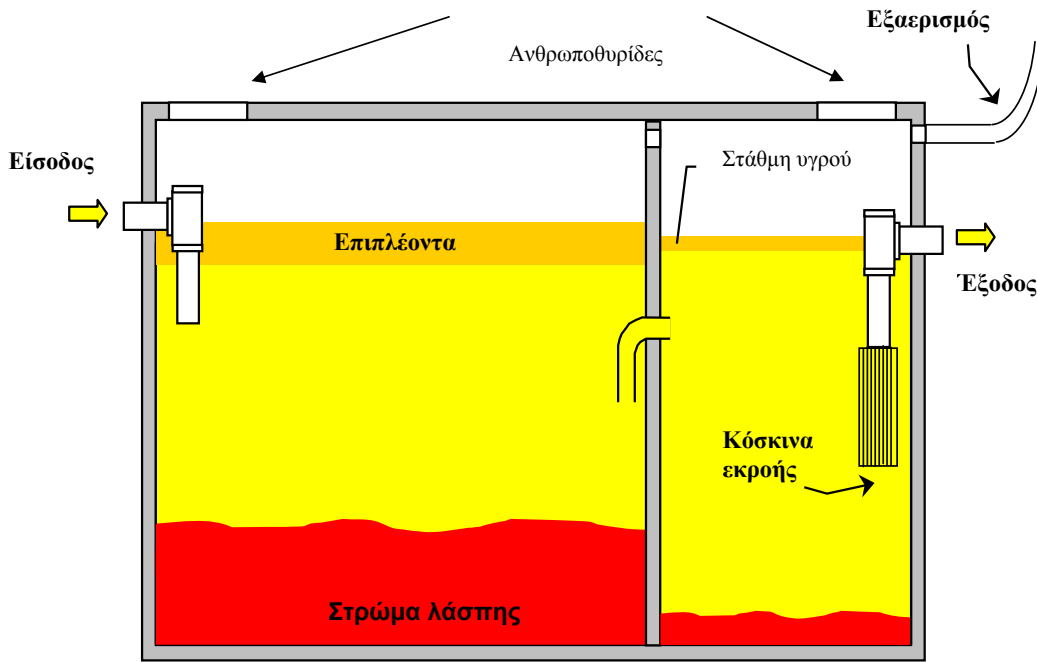 Εξαερισμός
Ανθρωποθυρίδες
Είσοδος
Στάθμη υγρού
Επιπλέοντα
Έξοδος
Κόσκινα
εκροής
Στρώμα λάσπης